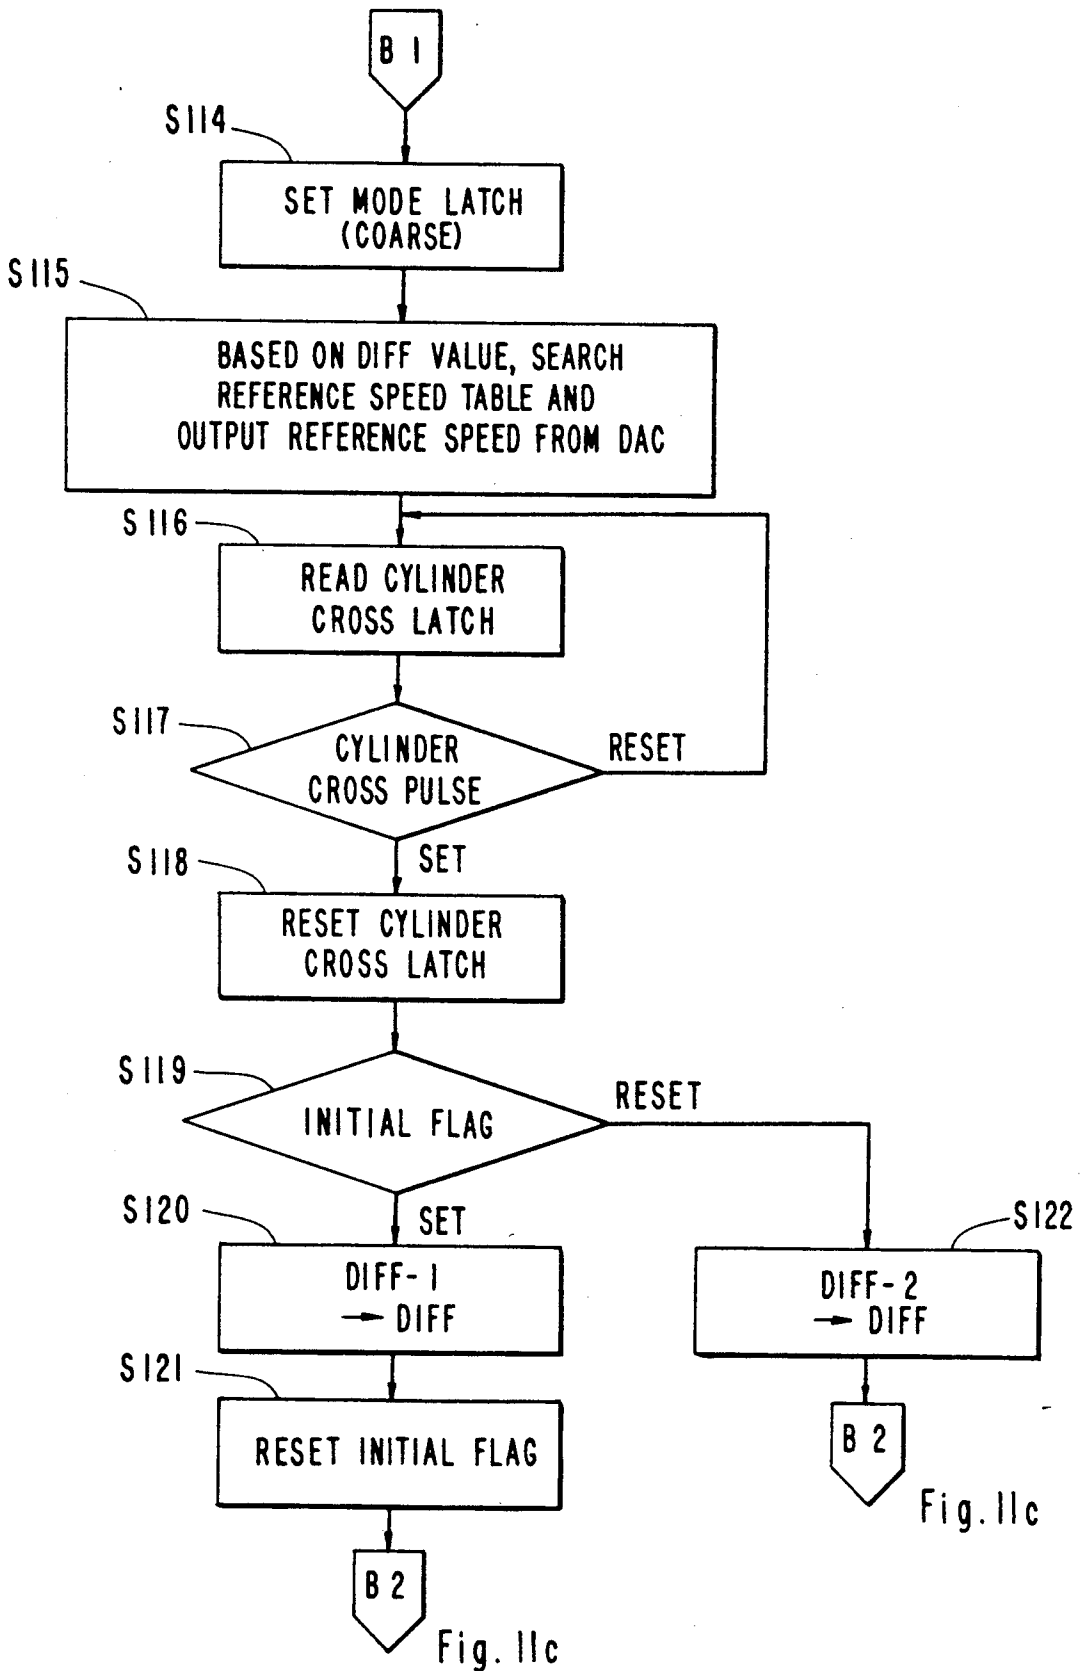 B 1
S114
SET MODE LATCH
(COARSE)
S115
BASED ON DIFF VALUE, SEARCH
REFERENCE SPEED TABLE AND
OUTPUT REFERENCE SPEED FROM DAC
S116
READ CYLINDER
CROSS LATCH
S117
CYLINDER
CROSS PULSE
RESET
SET
S118
RESET CYLINDER
CROSS LATCH
S119
INITIAL FLAG
RESET
SET
S120
DIFF-1
→ DIFF
S122
DIFF-2
→ DIFF
S121
RESET INITIAL FLAG
B 2
Fig. 11c
B 2
Fig. 11c